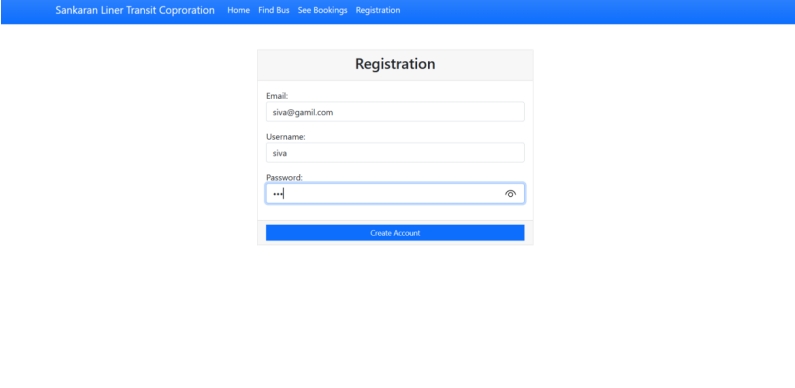 Sankaran Liner Transit Coproration Home Find Bus See Bookings Registration
Registration
Email:
siva@gamil.com
Username:
siva
Password:
•••
Create Account